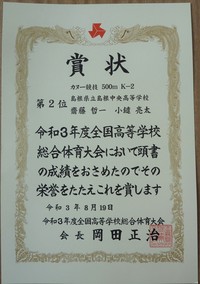 賞状
カヌー競技 500m K-2
島根県立島根中央高等学校
第2位
齋藤 哲一 小鑓 亮太
令和3年度全国高等学校
総合体育大会において頭書
の成績をおさめたのでその
栄誉をたたえこれを賞します
令和 3 年 8月19日
令和3年度全国高等学校総合体育大会
会長 岡田正治